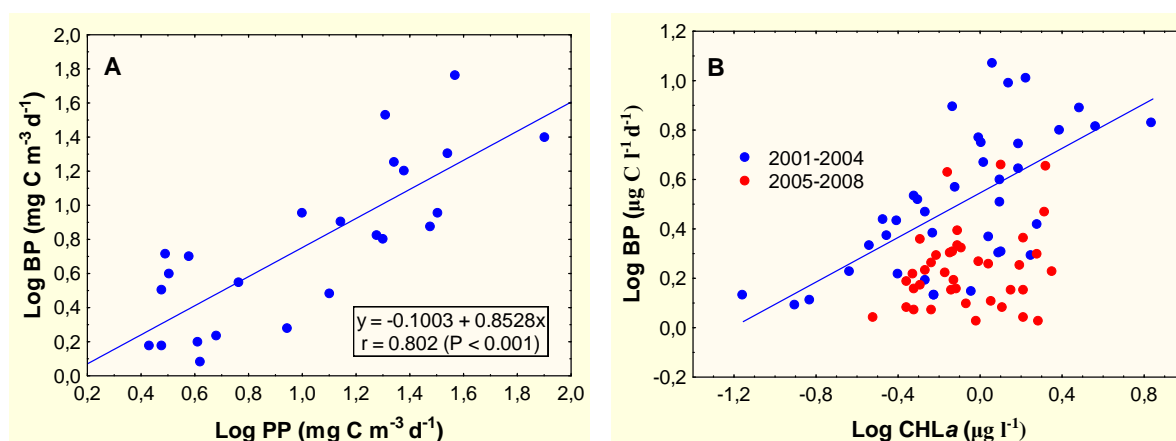 A
2,0
1,8
1,6
1,4
1,2
1,0
0,8
0,6
0,4
0,2
0,0
Log BP (mg C m⁻³ d⁻¹)
y = -0.1003 + 0.8528x
r = 0.802 (P < 0.001)
0,2 0,4 0,6 0,8 1,0 1,2 1,4 1,6 1,8 2,0
Log PP (mg C m⁻³ d⁻¹)
B
1,2
1,0
0,8
0,6
0,4
0,2
0,0
-0,2
Log BP (µg C l⁻¹ d⁻¹)
2001-2004
2005-2008
-1,2 -0,8 -0,4 0,0 0,4 0,8
Log CHLa (µg l⁻¹)